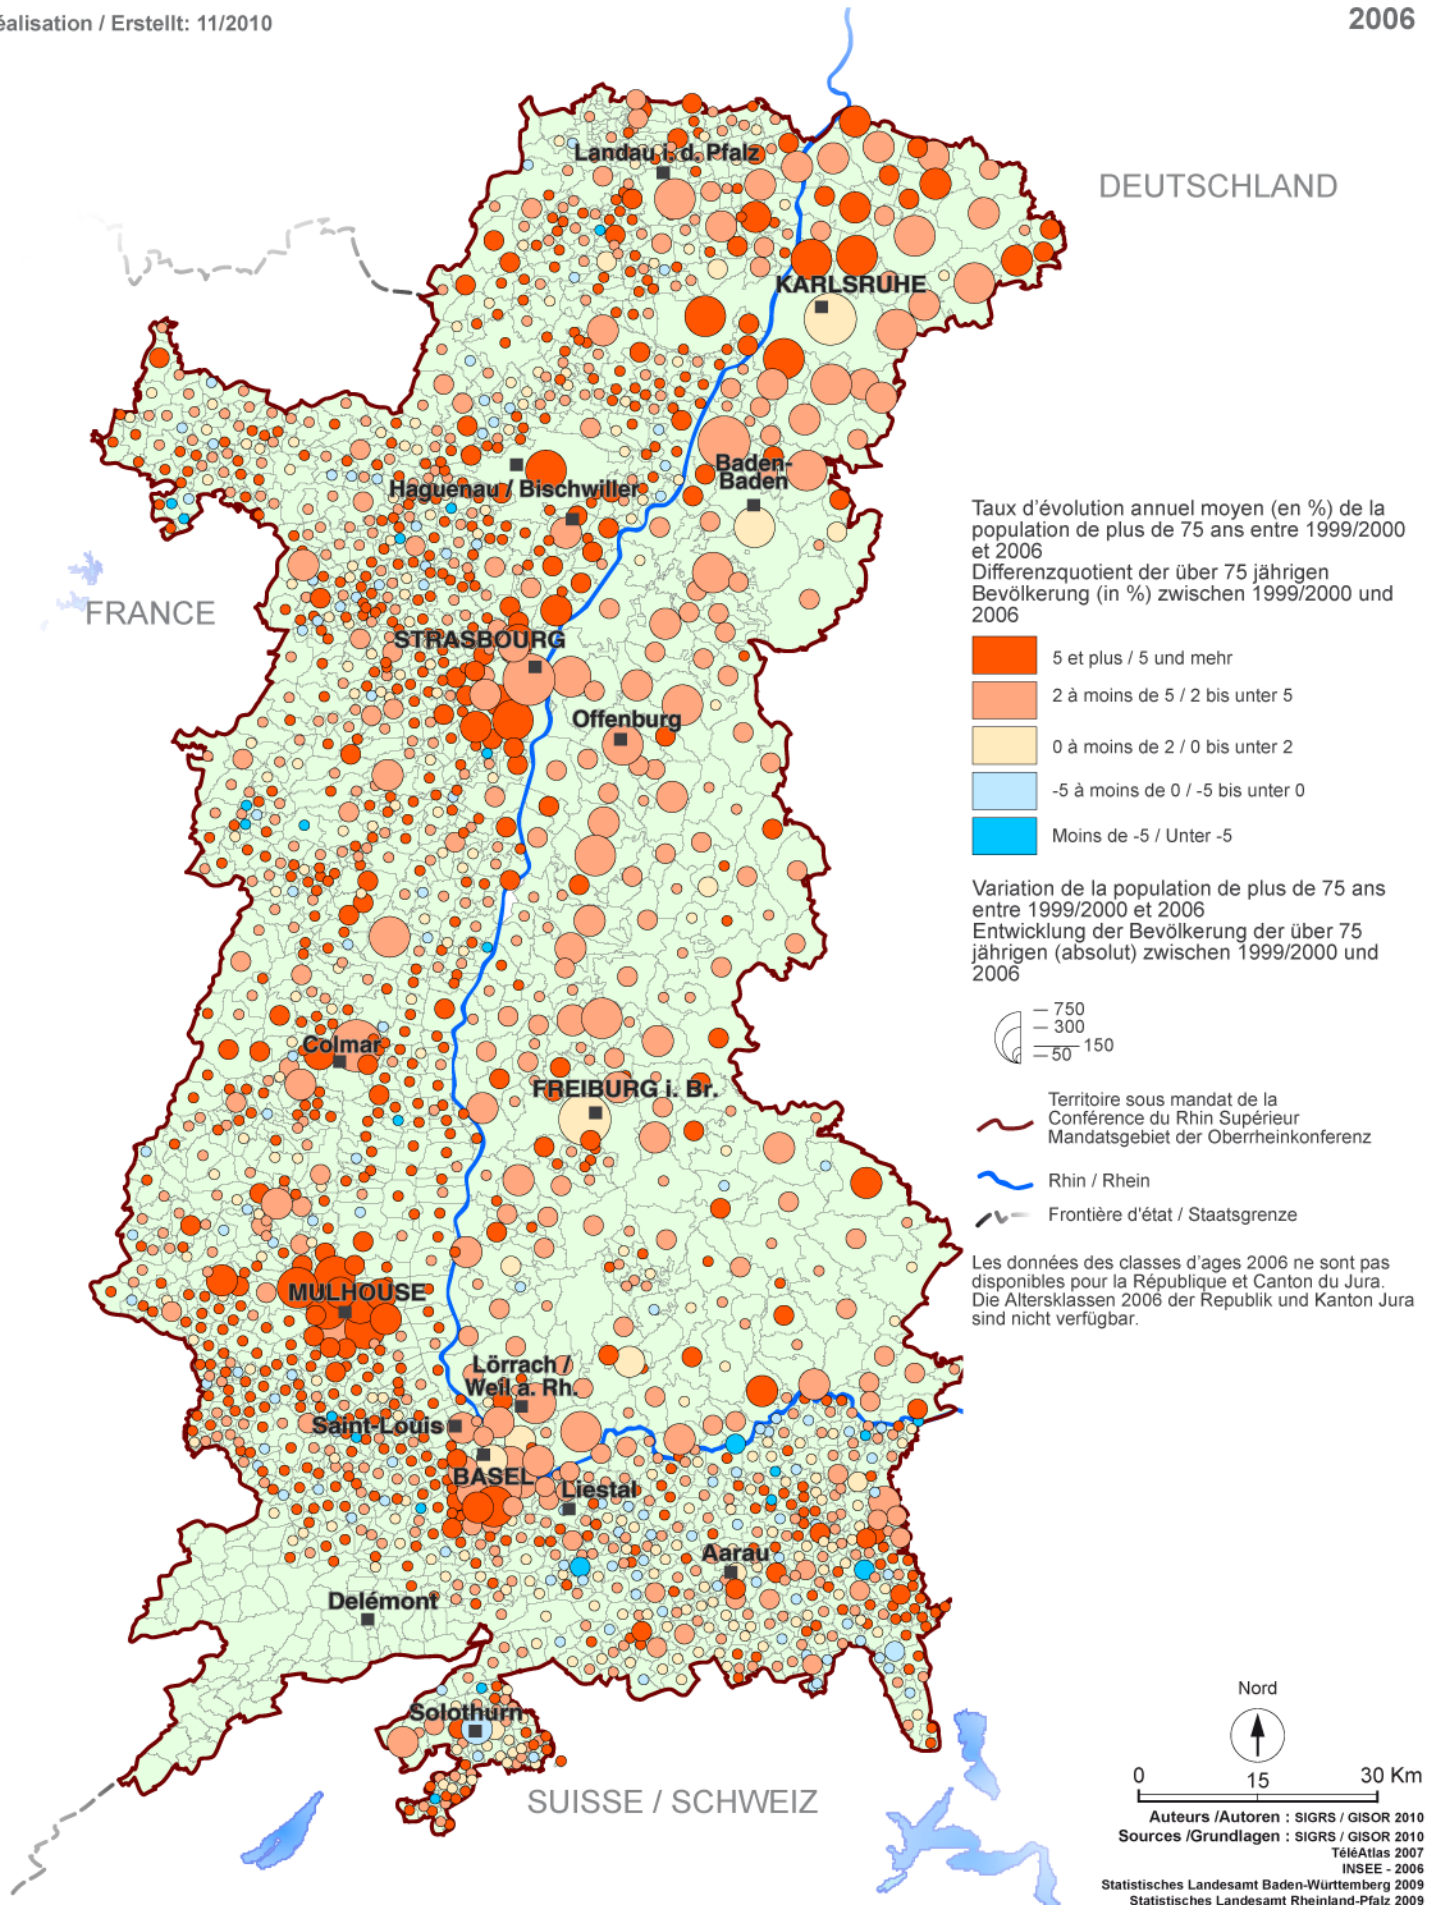 éalisation / Erstellt: 11/2010
2006
DEUTSCHLAND
Landau i. d. Pfalz
KARLSRUHE
Baden-
Baden
Haguenau / Bischwiller
FRANCE
STRASBOURG
Offenburg
Colmar
FREIBURG i. Br.
MULHOUSE
Lörrach /
Weil a. Rh.
Saint-Louis
BASEL
Liestal
Aarau
Delémont
Solothurn
SUISSE / SCHWEIZ
Taux d'évolution annuel moyen (en %) de la
population de plus de 75 ans entre 1999/2000
et 2006
Differenzquotient der über 75 jährigen
Bevölkerung (in %) zwischen 1999/2000 und
2006
5 et plus / 5 und mehr
2 à moins de 5 / 2 bis unter 5
0 à moins de 2 / 0 bis unter 2
-5 à moins de 0 / -5 bis unter 0
Moins de -5 / Unter -5
Variation de la population de plus de 75 ans
entre 1999/2000 et 2006
Entwicklung der Bevölkerung der über 75
jährigen (absolut) zwischen 1999/2000 und
2006
750
300
150
50
Territoire sous mandat de la
Conférence du Rhin Supérieur
Mandatsgebiet der Oberrheinkonferenz
Rhin / Rhein
Frontière d'état / Staatsgrenze
Les données des classes d'ages 2006 ne sont pas
disponibles pour la République et Canton du Jura.
Die Altersklassen 2006 der Republik und Kanton Jura
sind nicht verfügbar.
Nord
0 15 30 Km
Auteurs /Autoren : SIGRS / GISOR 2010
Sources /Grundlagen : SIGRS / GISOR 2010
TéléAtlas 2007
INSEE - 2006
Statistisches Landesamt Baden-Württemberg 2009
Statistisches Landesamt Rheinland-Pfalz 2009